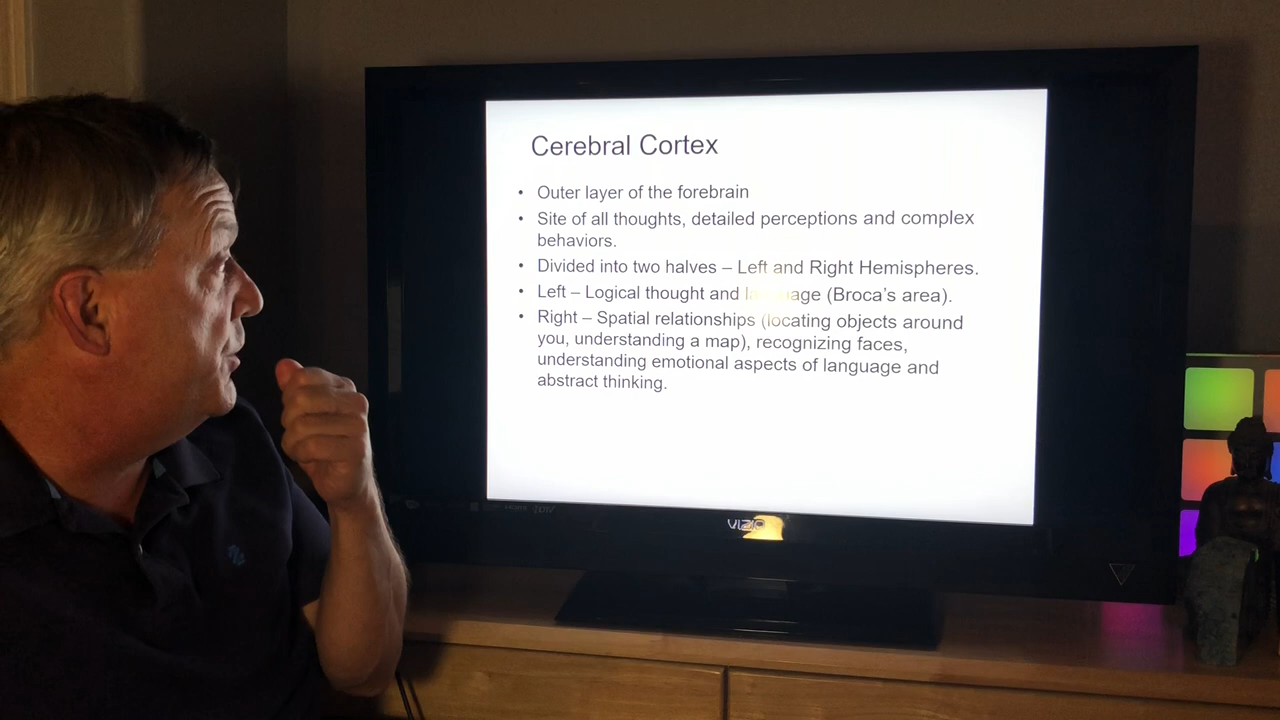 Cerebral Cortex
• Outer layer of the forebrain
• Site of all thoughts, detailed perceptions and complex
behaviors.
• Divided into two halves – Left and Right Hemispheres.
• Left – Logical thought and language (Broca's area).
• Right – Spatial relationships (locating objects around
you, understanding a map), recognizing faces,
understanding emotional aspects of language and
abstract thinking.
VIZIO